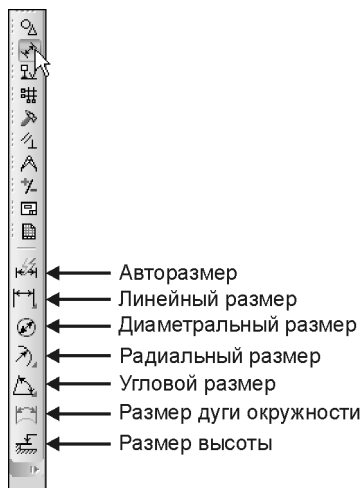 Авторазмер
Линейный размер
Диаметральный размер
Радиальный размер
Угловой размер
Размер дуги окружности
Размер высоты